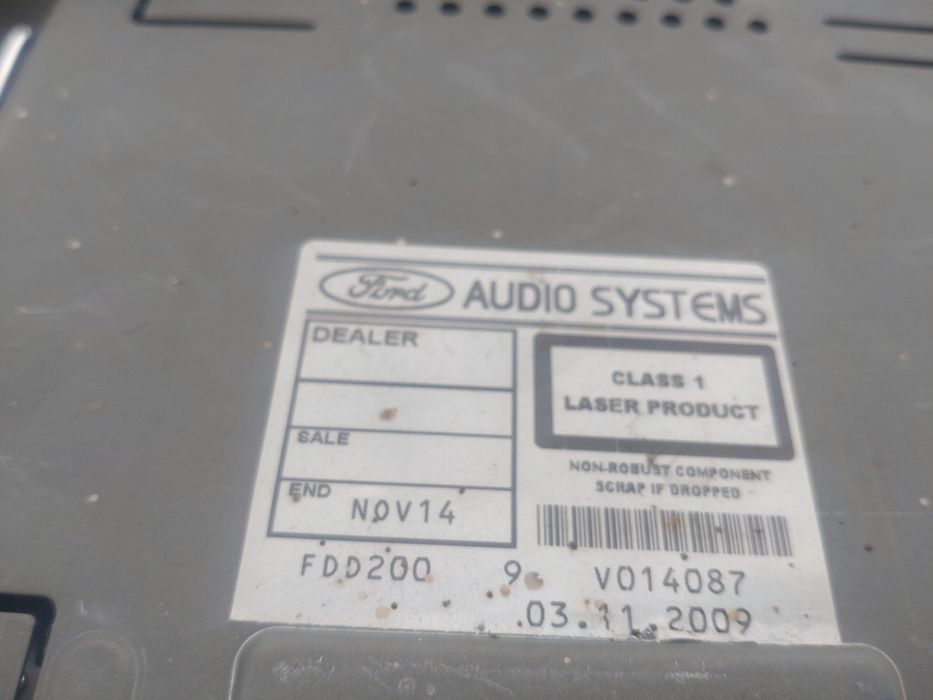 Ford AUDIO SYSTEMS
DEALER
CLASS 1
LASER PRODUCT
SALE
NON-ROBUST COMPONENT
SCRAP IF DROPPED
END NOV14
FDD200 9 V014087
.03.11.2009